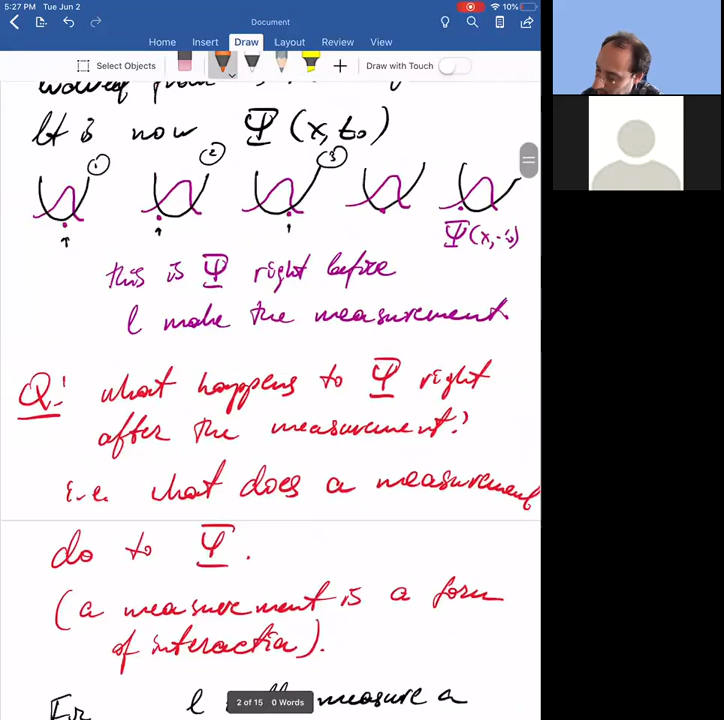 5:27 PM Tue Jun 2
Document
10%
Home Insert Draw Layout Review View
Select Objects
Draw with Touch
It is now Ψ(x, t₀)
① ② ③
Ψ(x, t₀)
this is Ψ right before
I make the measurement
Q: what happens to Ψ right
after the measurement?
i.e. what does a measurement
do to Ψ.
(a measurement is a form
of interaction).
2 of 15 0 Words
I measure a